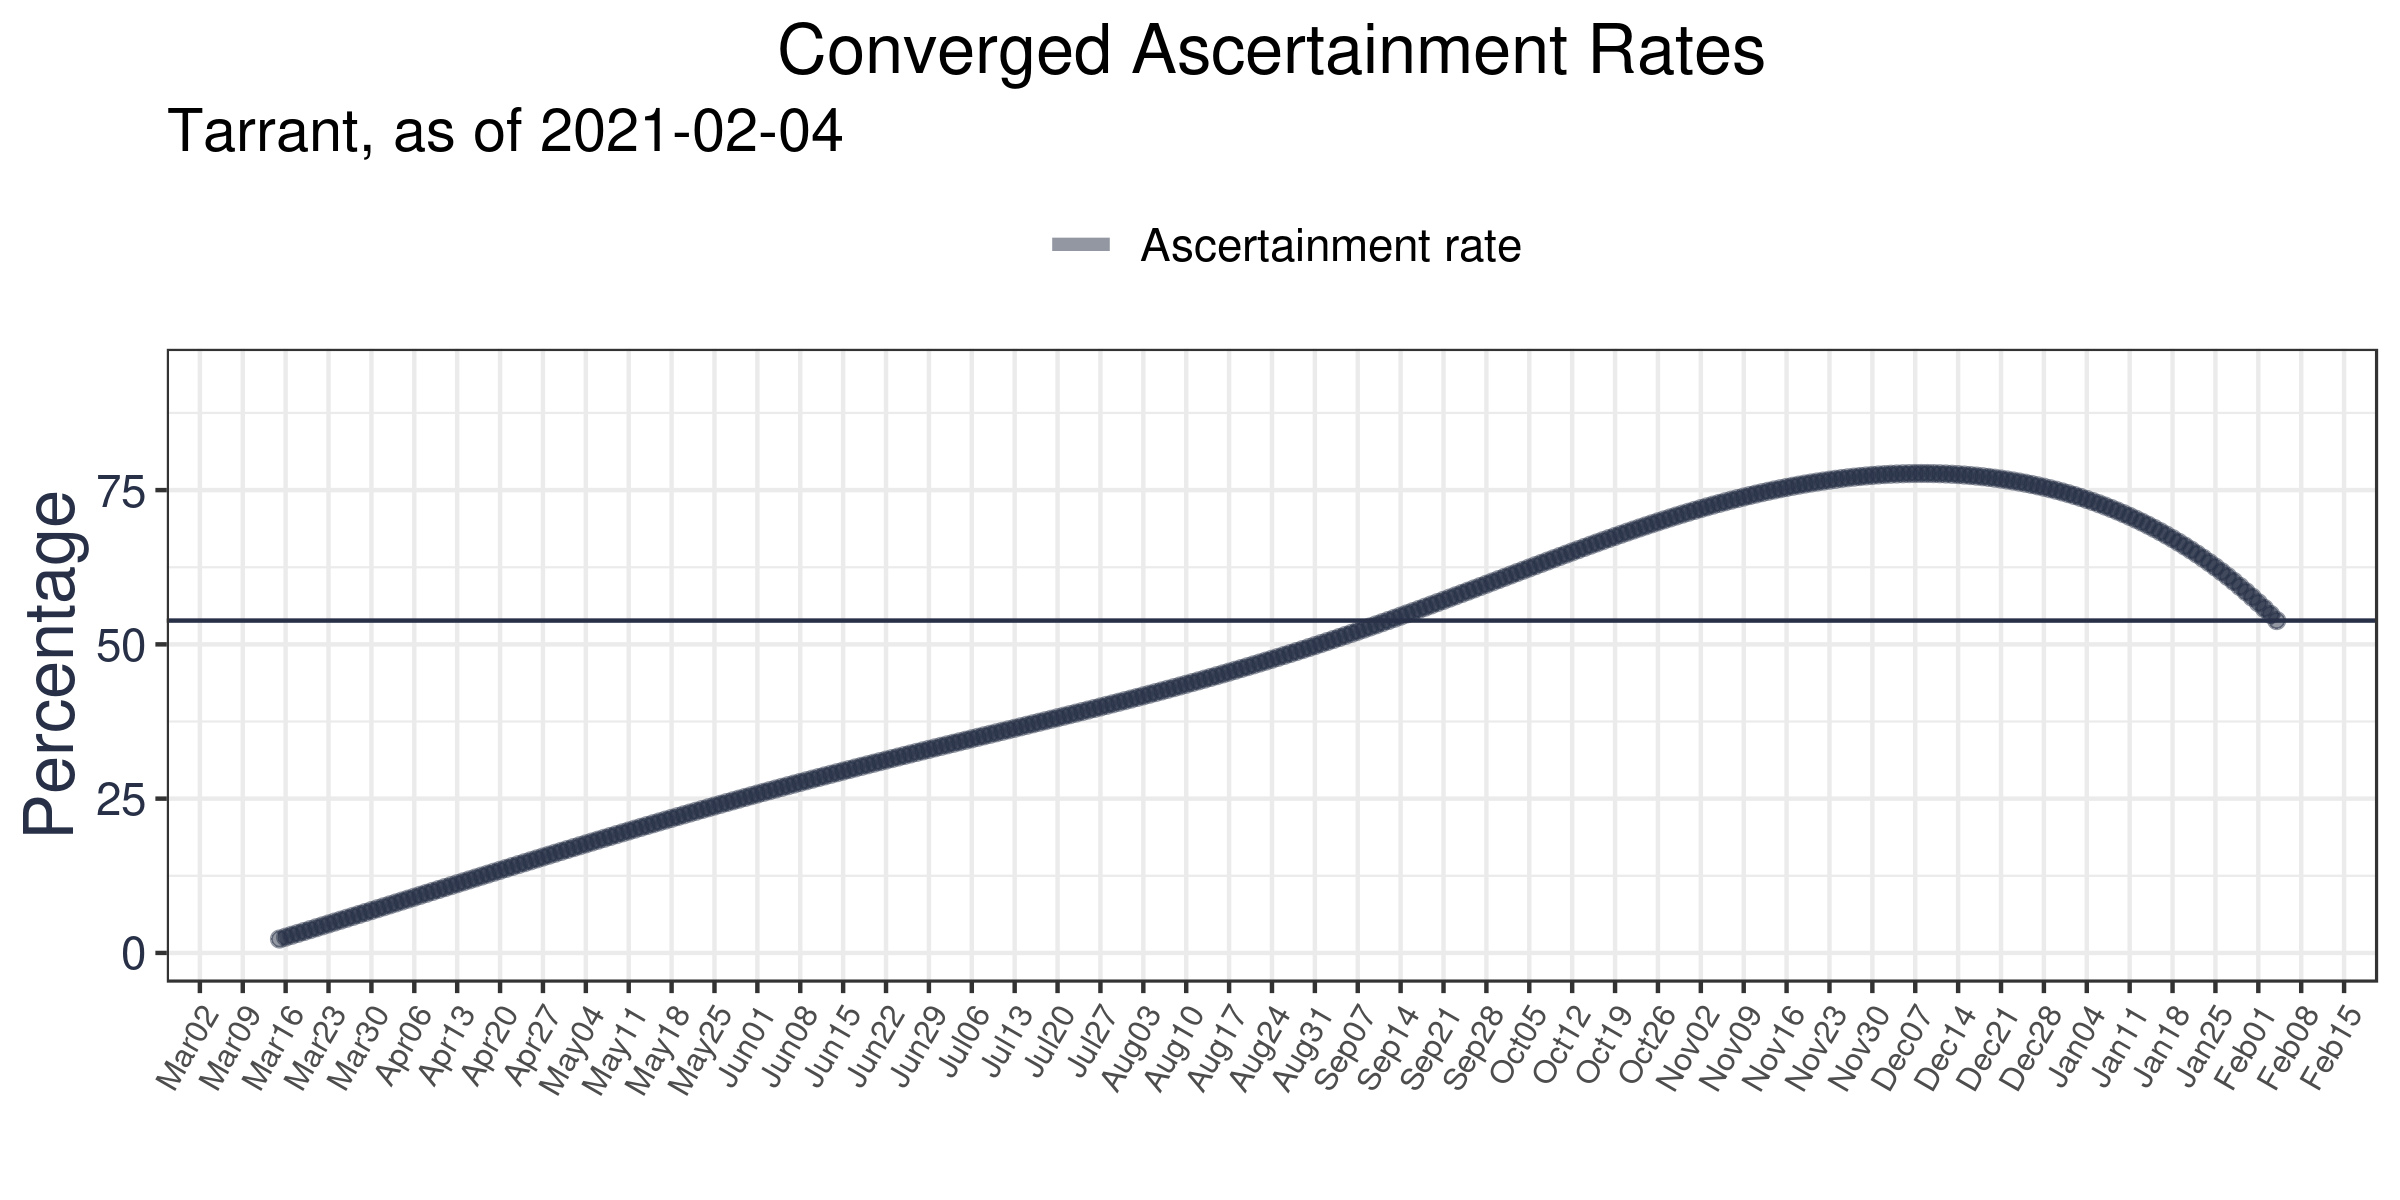 Converged Ascertainment Rates
Tarrant, as of 2021-02-04
Ascertainment rate
Percentage
75
50
25
0
Mar02
Mar09
Mar16
Mar23
Mar30
Apr06
Apr13
Apr20
Apr27
May04
May11
May18
May25
Jun01
Jun08
Jun15
Jun22
Jun29
Jul06
Jul13
Jul20
Jul27
Aug03
Aug10
Aug17
Aug24
Aug31
Sep07
Sep14
Sep21
Sep28
Oct05
Oct12
Oct19
Oct26
Nov02
Nov09
Nov16
Nov23
Nov30
Dec07
Dec14
Dec21
Dec28
Jan04
Jan11
Jan18
Jan25
Feb01
Feb08
Feb15